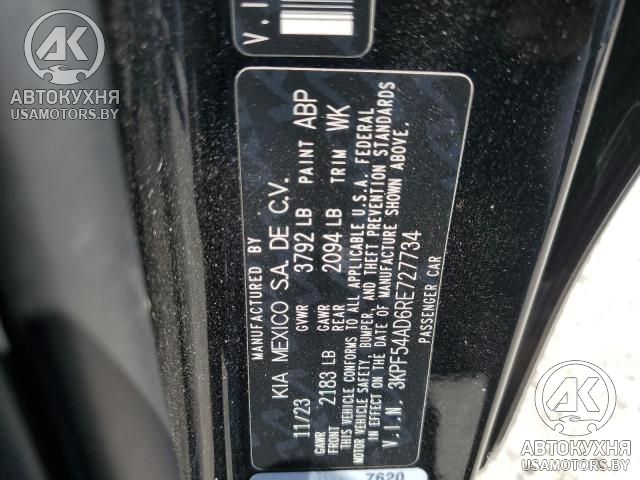 АВТОКУХНЯ
USAMOTORS.BY
V.I
MANUFACTURED BY
KIA MEXICO S.A. DE C.V.
11/23 GVWR 3792 LB PAINT ABP
GAWR FRONT 2183 LB GAWR REAR 2094 LB TRIM WK
THIS VEHICLE CONFORMS TO ALL APPLICABLE U.S.A. FEDERAL
MOTOR VEHICLE SAFETY, BUMPER, AND THEFT PREVENTION STANDARDS
IN EFFECT ON THE DATE OF MANUFACTURE SHOWN ABOVE.
V.I.N. 3KPF54AD6RE727734
PASSENGER CAR
7620
АВТОКУХНЯ
USAMOTORS.BY